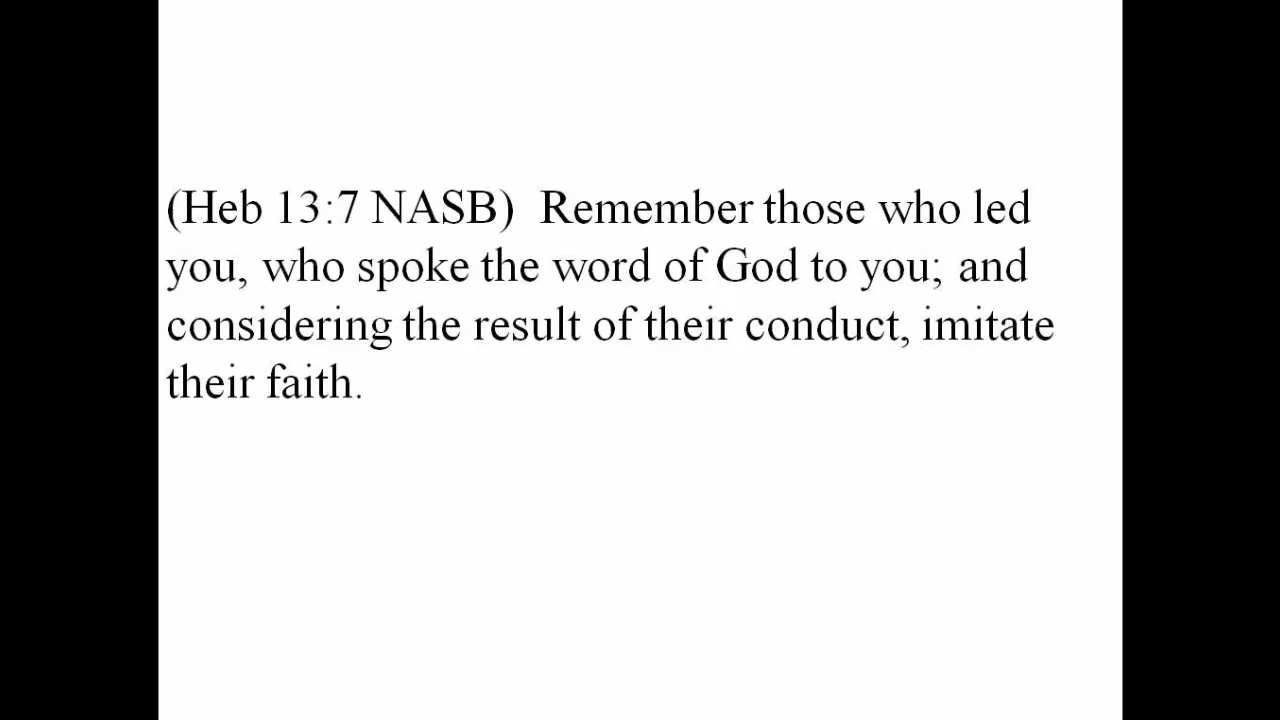 (Heb 13:7 NASB)  Remember those who led
you, who spoke the word of God to you; and
considering the result of their conduct, imitate
their faith.